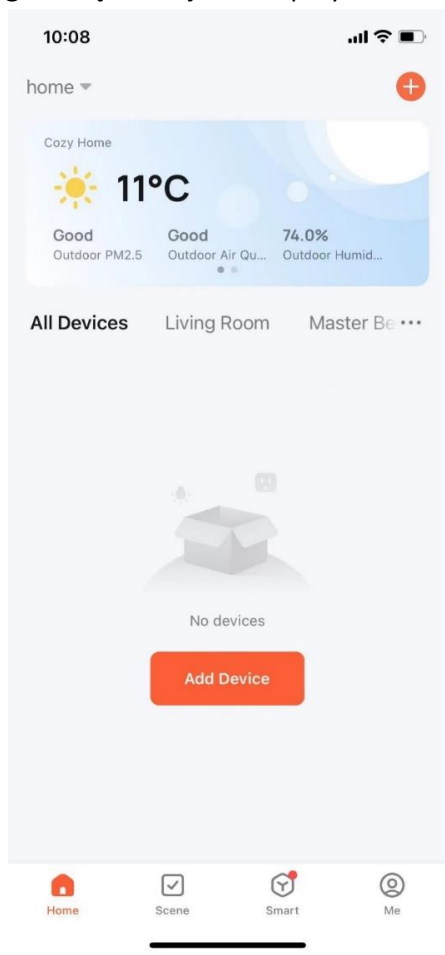 10:08
home
Cozy Home
11°C
Good Good 74.0%
Outdoor PM2.5 Outdoor Air Qu... Outdoor Humid...
All Devices Living Room Master Be
No devices
Add Device
Home Scene Smart Me